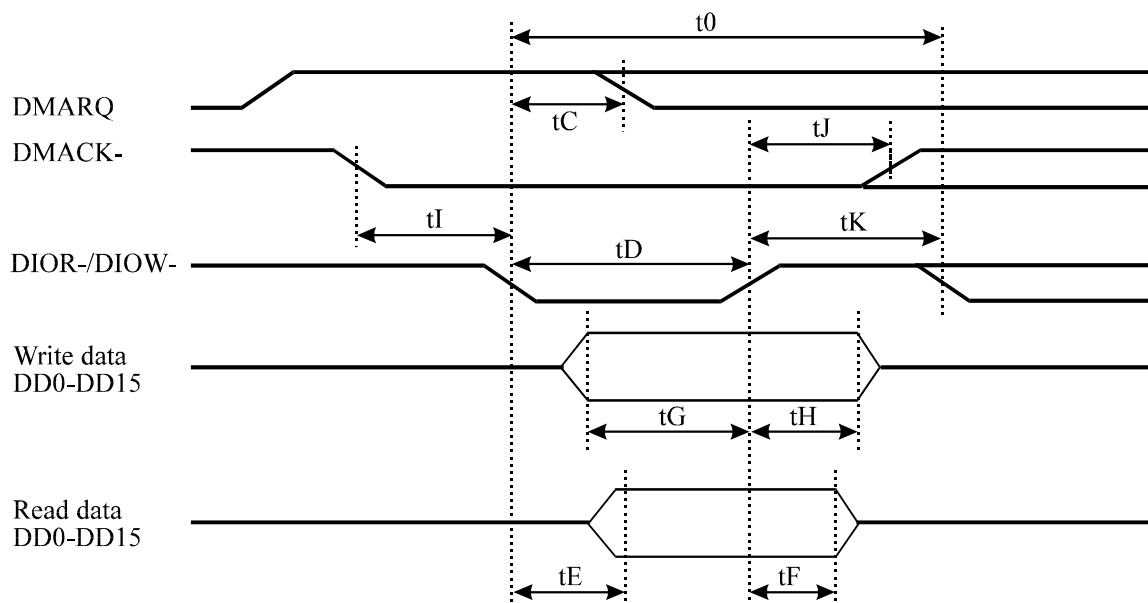 t0
DMARQ
tC
tJ
DMACK-
tI
tK
DIOR-/DIOW-
tD
Write data
DD0-DD15
tG
tH
Read data
DD0-DD15
tE
tF